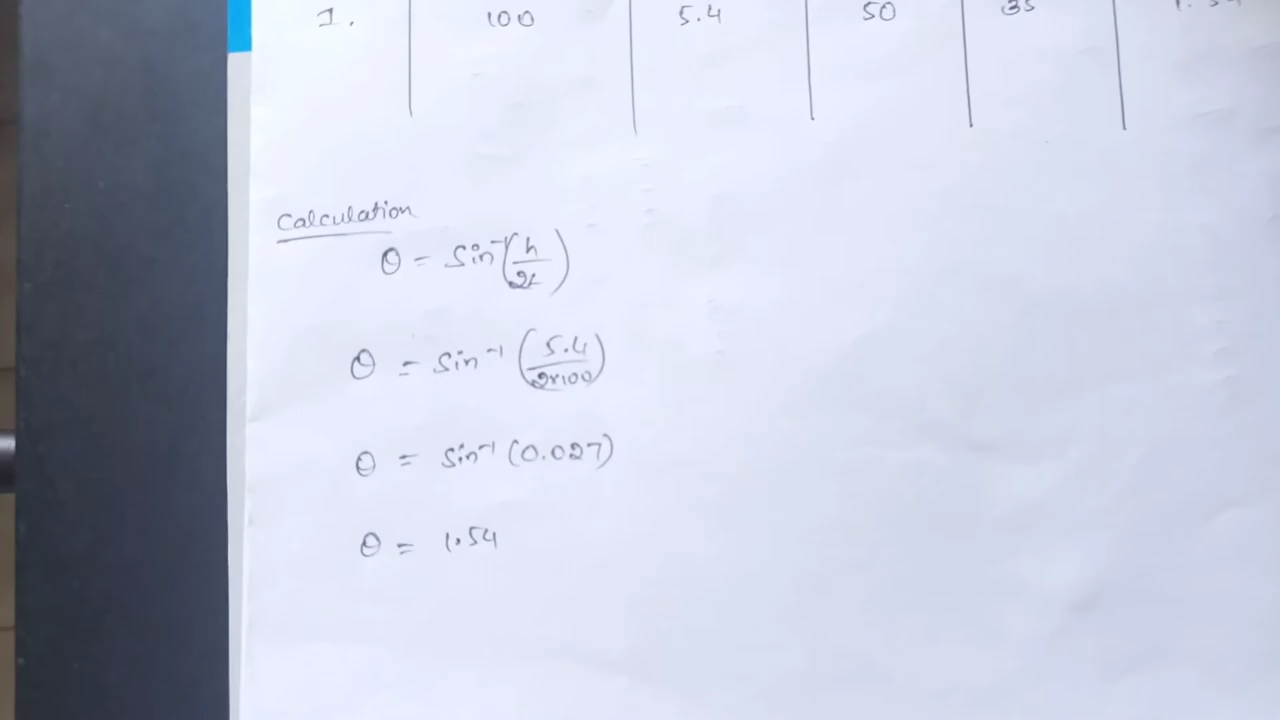 1. 100 5.4 50 35
Calculation
θ = sin⁻¹(h/2r)
θ = sin⁻¹(5.4/2×100)
θ = sin⁻¹(0.027)
θ = 1.54